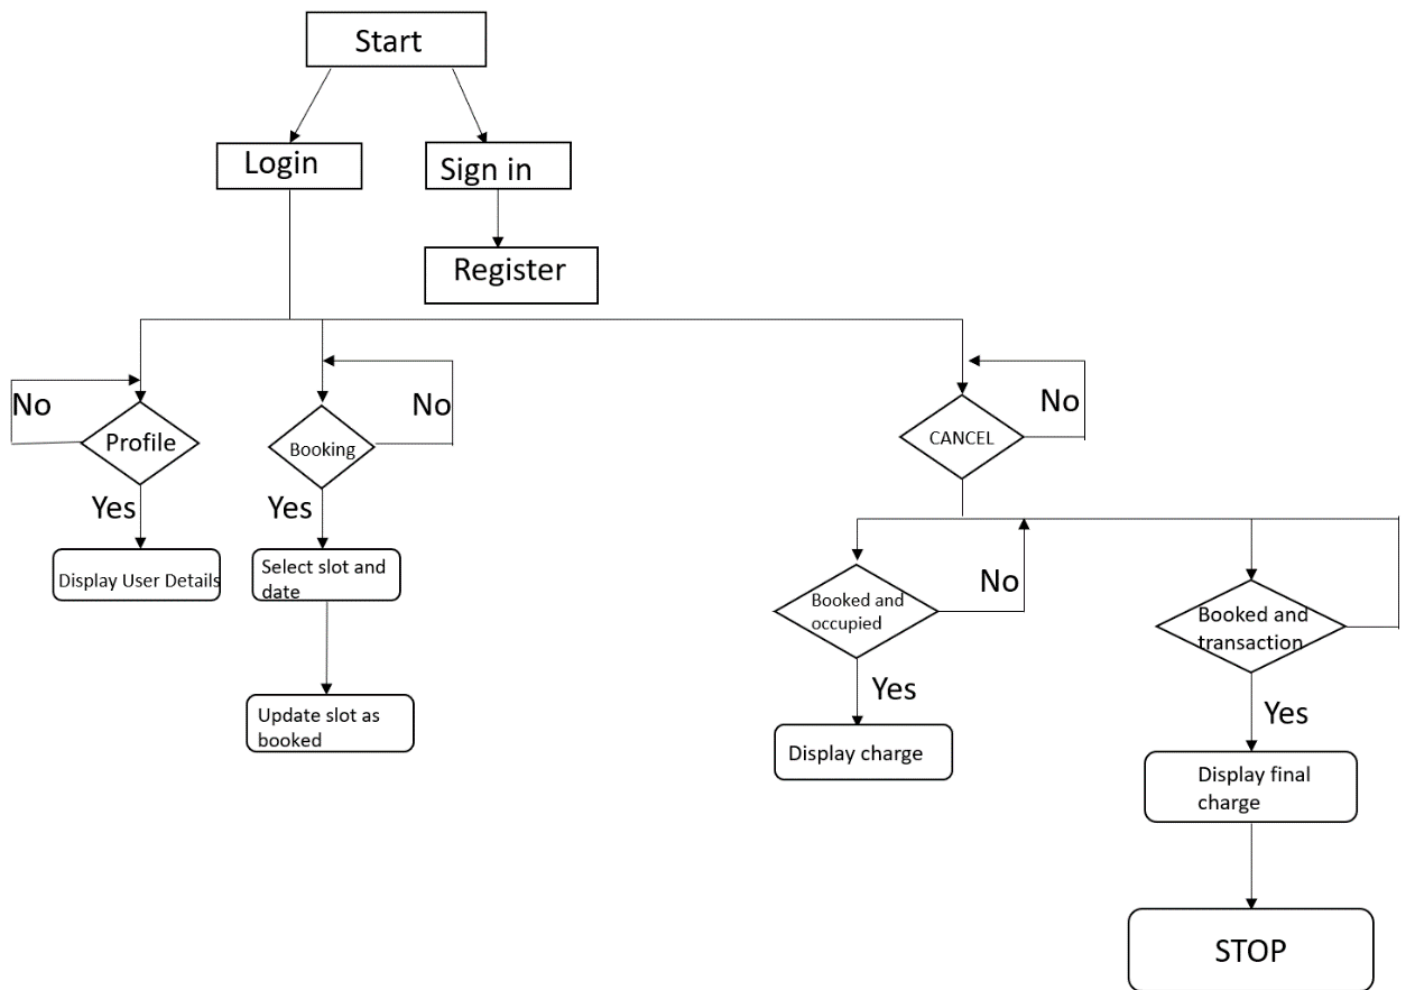 Start
Login
Sign in
Register
No
Profile
Yes
Display User Details
No
Booking
Yes
Select slot and
date
Update slot as
booked
No
CANCEL
Booked and
occupied
No
Yes
Display charge
Booked and
transaction
Yes
Display final
charge
STOP